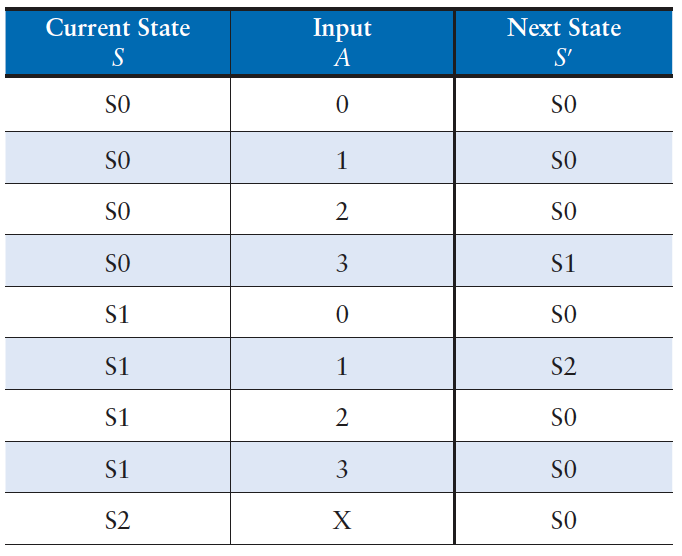 Current State Input Next State
S A S′
S0 0 S0
S0 1 S0
S0 2 S0
S0 3 S1
S1 0 S0
S1 1 S2
S1 2 S0
S1 3 S0
S2 X S0